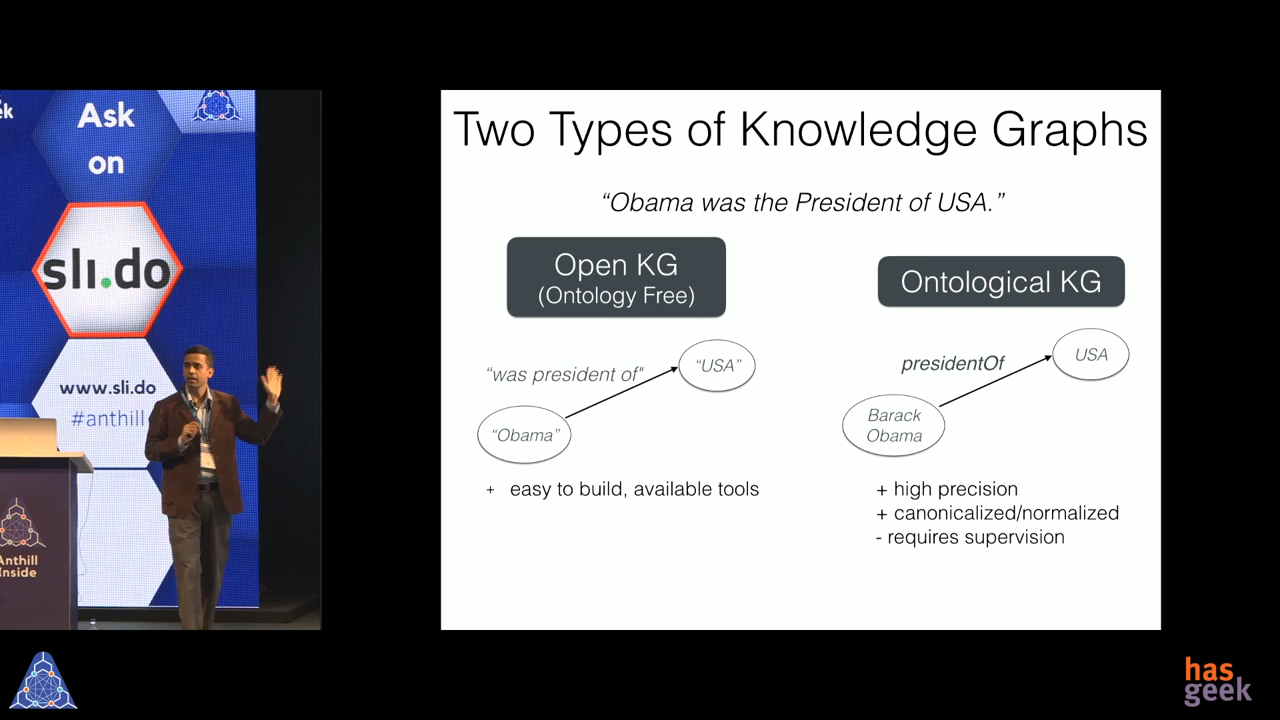 ek
Ask
on
sli.do
www.sli.do
#anthill
Anthill
Inside
Two Types of Knowledge Graphs
“Obama was the President of USA.”
Open KG
(Ontology Free)
“was president of"
“USA”
“Obama”
+ easy to build, available tools
Ontological KG
presidentOf
USA
Barack
Obama
+ high precision
+ canonicalized/normalized
- requires supervision
has
geek